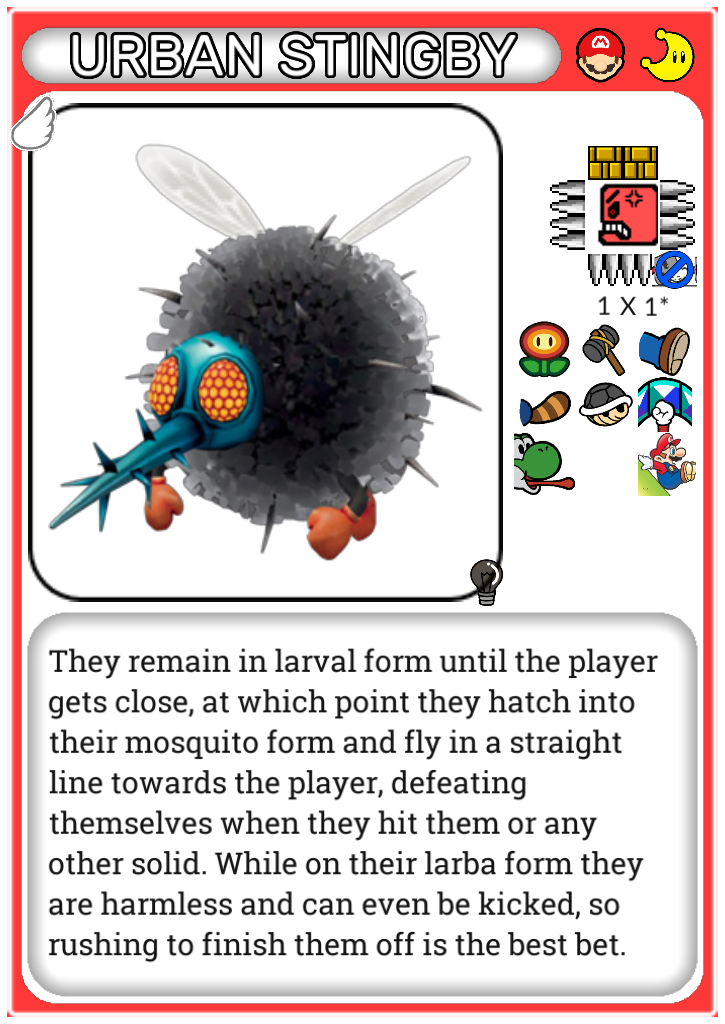 URBAN STINGBY
1 X 1*
They remain in larval form until the player
gets close, at which point they hatch into
their mosquito form and fly in a straight
line towards the player, defeating
themselves when they hit them or any
other solid. While on their larba form they
are harmless and can even be kicked, so
rushing to finish them off is the best bet.